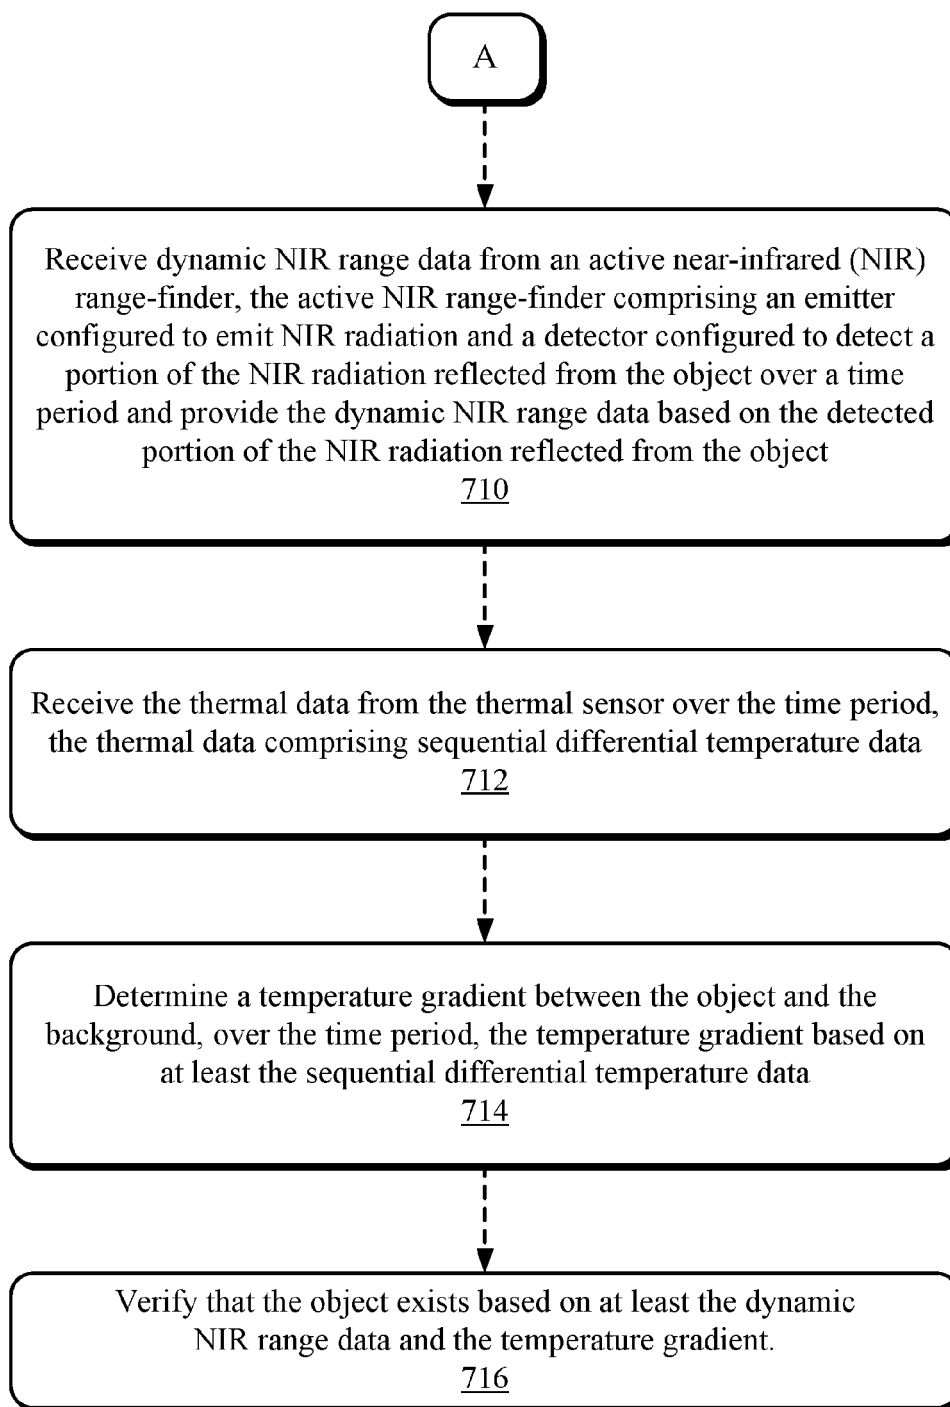 A
Receive dynamic NIR range data from an active near-infrared (NIR)
range-finder, the active NIR range-finder comprising an emitter
configured to emit NIR radiation and a detector configured to detect a
portion of the NIR radiation reflected from the object over a time
period and provide the dynamic NIR range data based on the detected
portion of the NIR radiation reflected from the object
710
Receive the thermal data from the thermal sensor over the time period,
the thermal data comprising sequential differential temperature data
712
Determine a temperature gradient between the object and the
background, over the time period, the temperature gradient based on
at least the sequential differential temperature data
714
Verify that the object exists based on at least the dynamic
NIR range data and the temperature gradient.
716